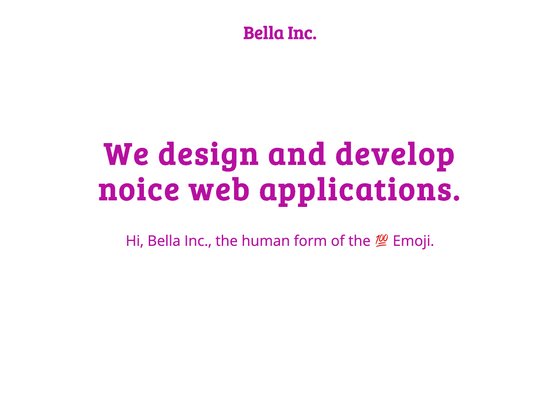 Bella Inc.
We design and develop
noice web applications.
Hi, Bella Inc., the human form of the 💯 Emoji.